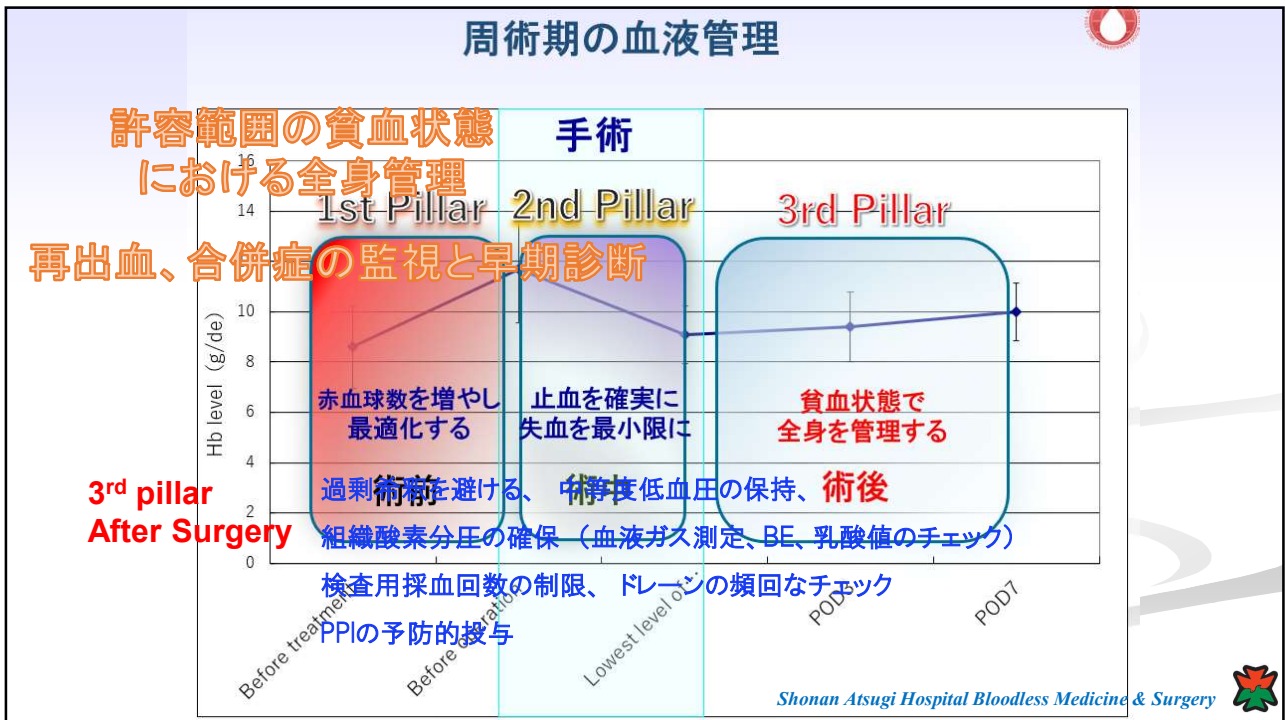 周術期の血液管理
許容範囲の貧血状態
における全身管理
再出血、合併症の監視と早期診断
手術
1st Pillar
2nd Pillar
3rd Pillar
16
14
10
8
6
4
2
0
Hb level (g/de)
赤血球数を増やし
最適化する
術前
止血を確実に
失血を最小限に
術中
貧血状態で
全身を管理する
術後
3rd pillar
After Surgery
過剰希釈を避ける、 中等度低血圧の保持、
組織酸素分圧の確保 （血液ガス測定、BE、乳酸値のチェック）
検査用採血回数の制限、 ドレーンの頻回なチェック
PPIの予防的投与
Before treatment
Before operation
Lowest level of...
POD3
POD7
Shonan Atsugi Hospital Bloodless Medicine & Surgery